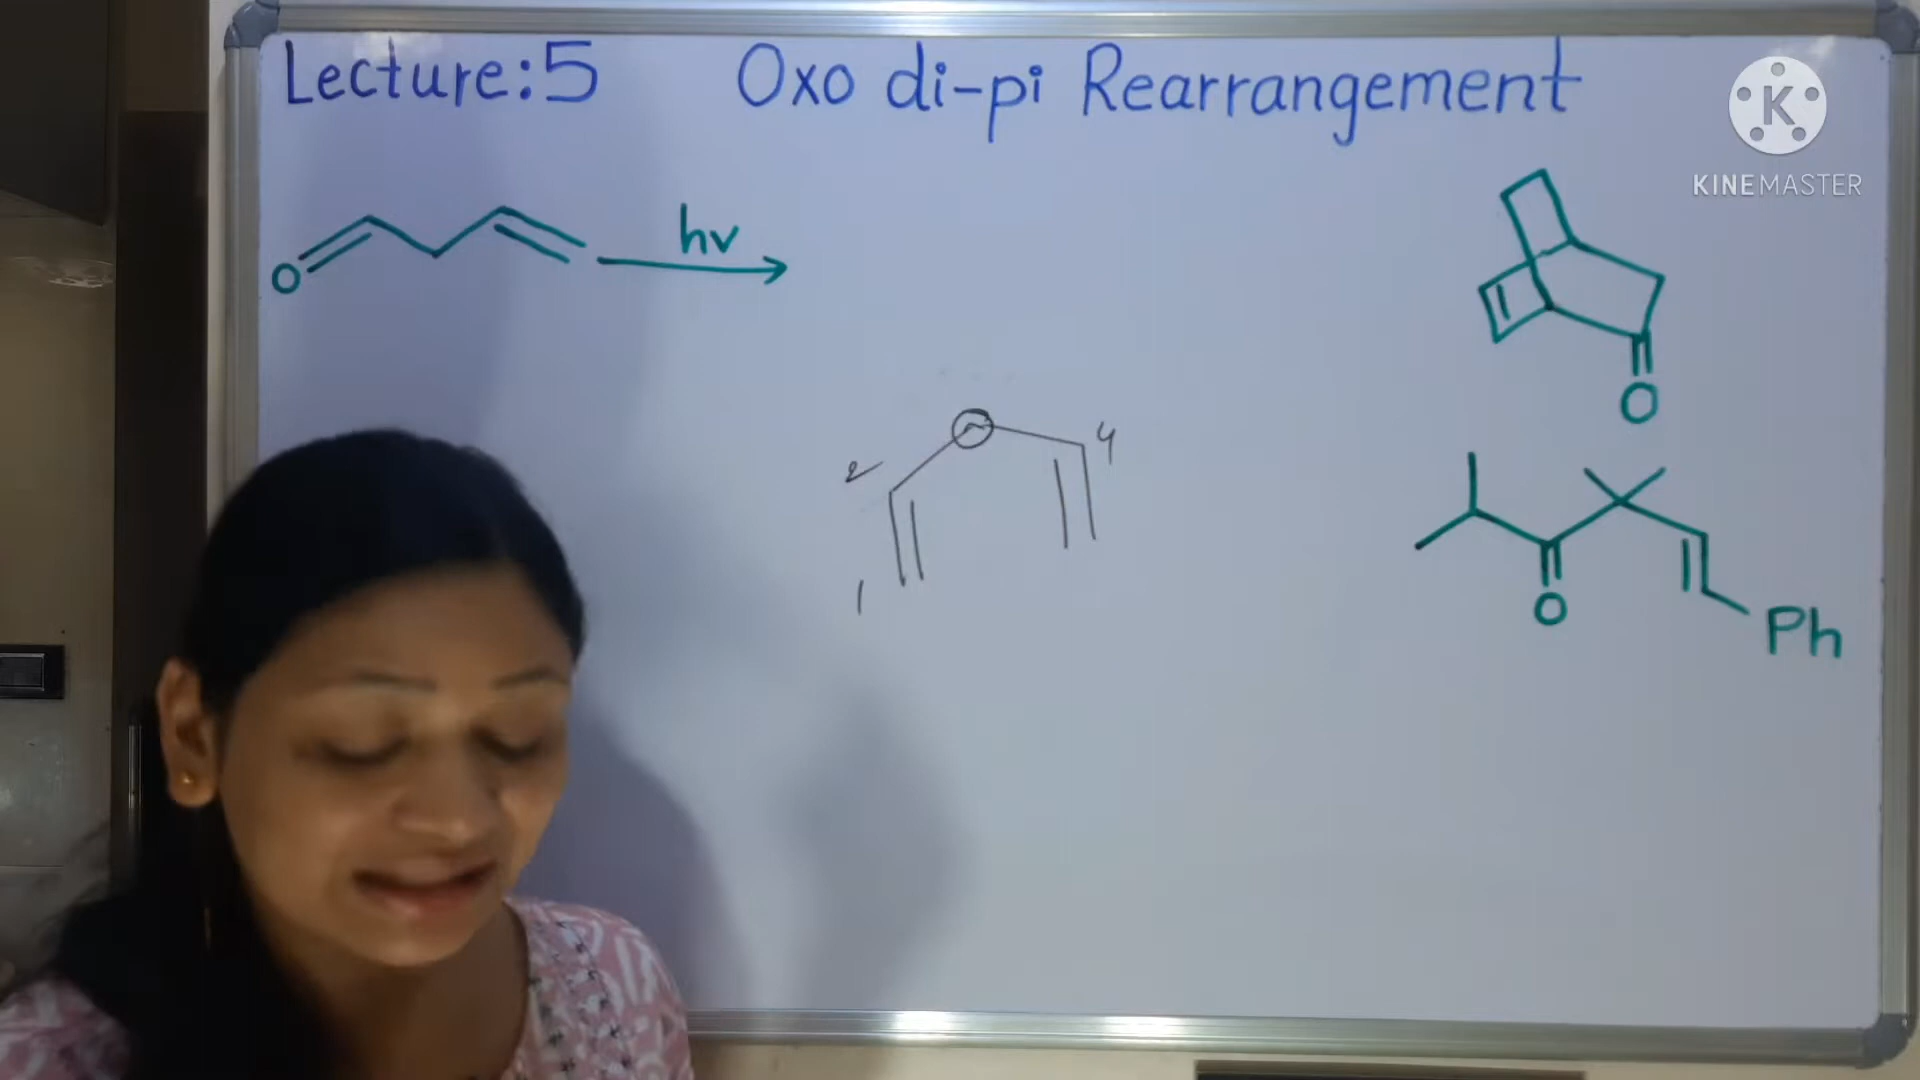 Lecture:5 Oxo di-pi Rearrangement
K
KINEMASTER
hv
O
O
2
4
1
O
Ph